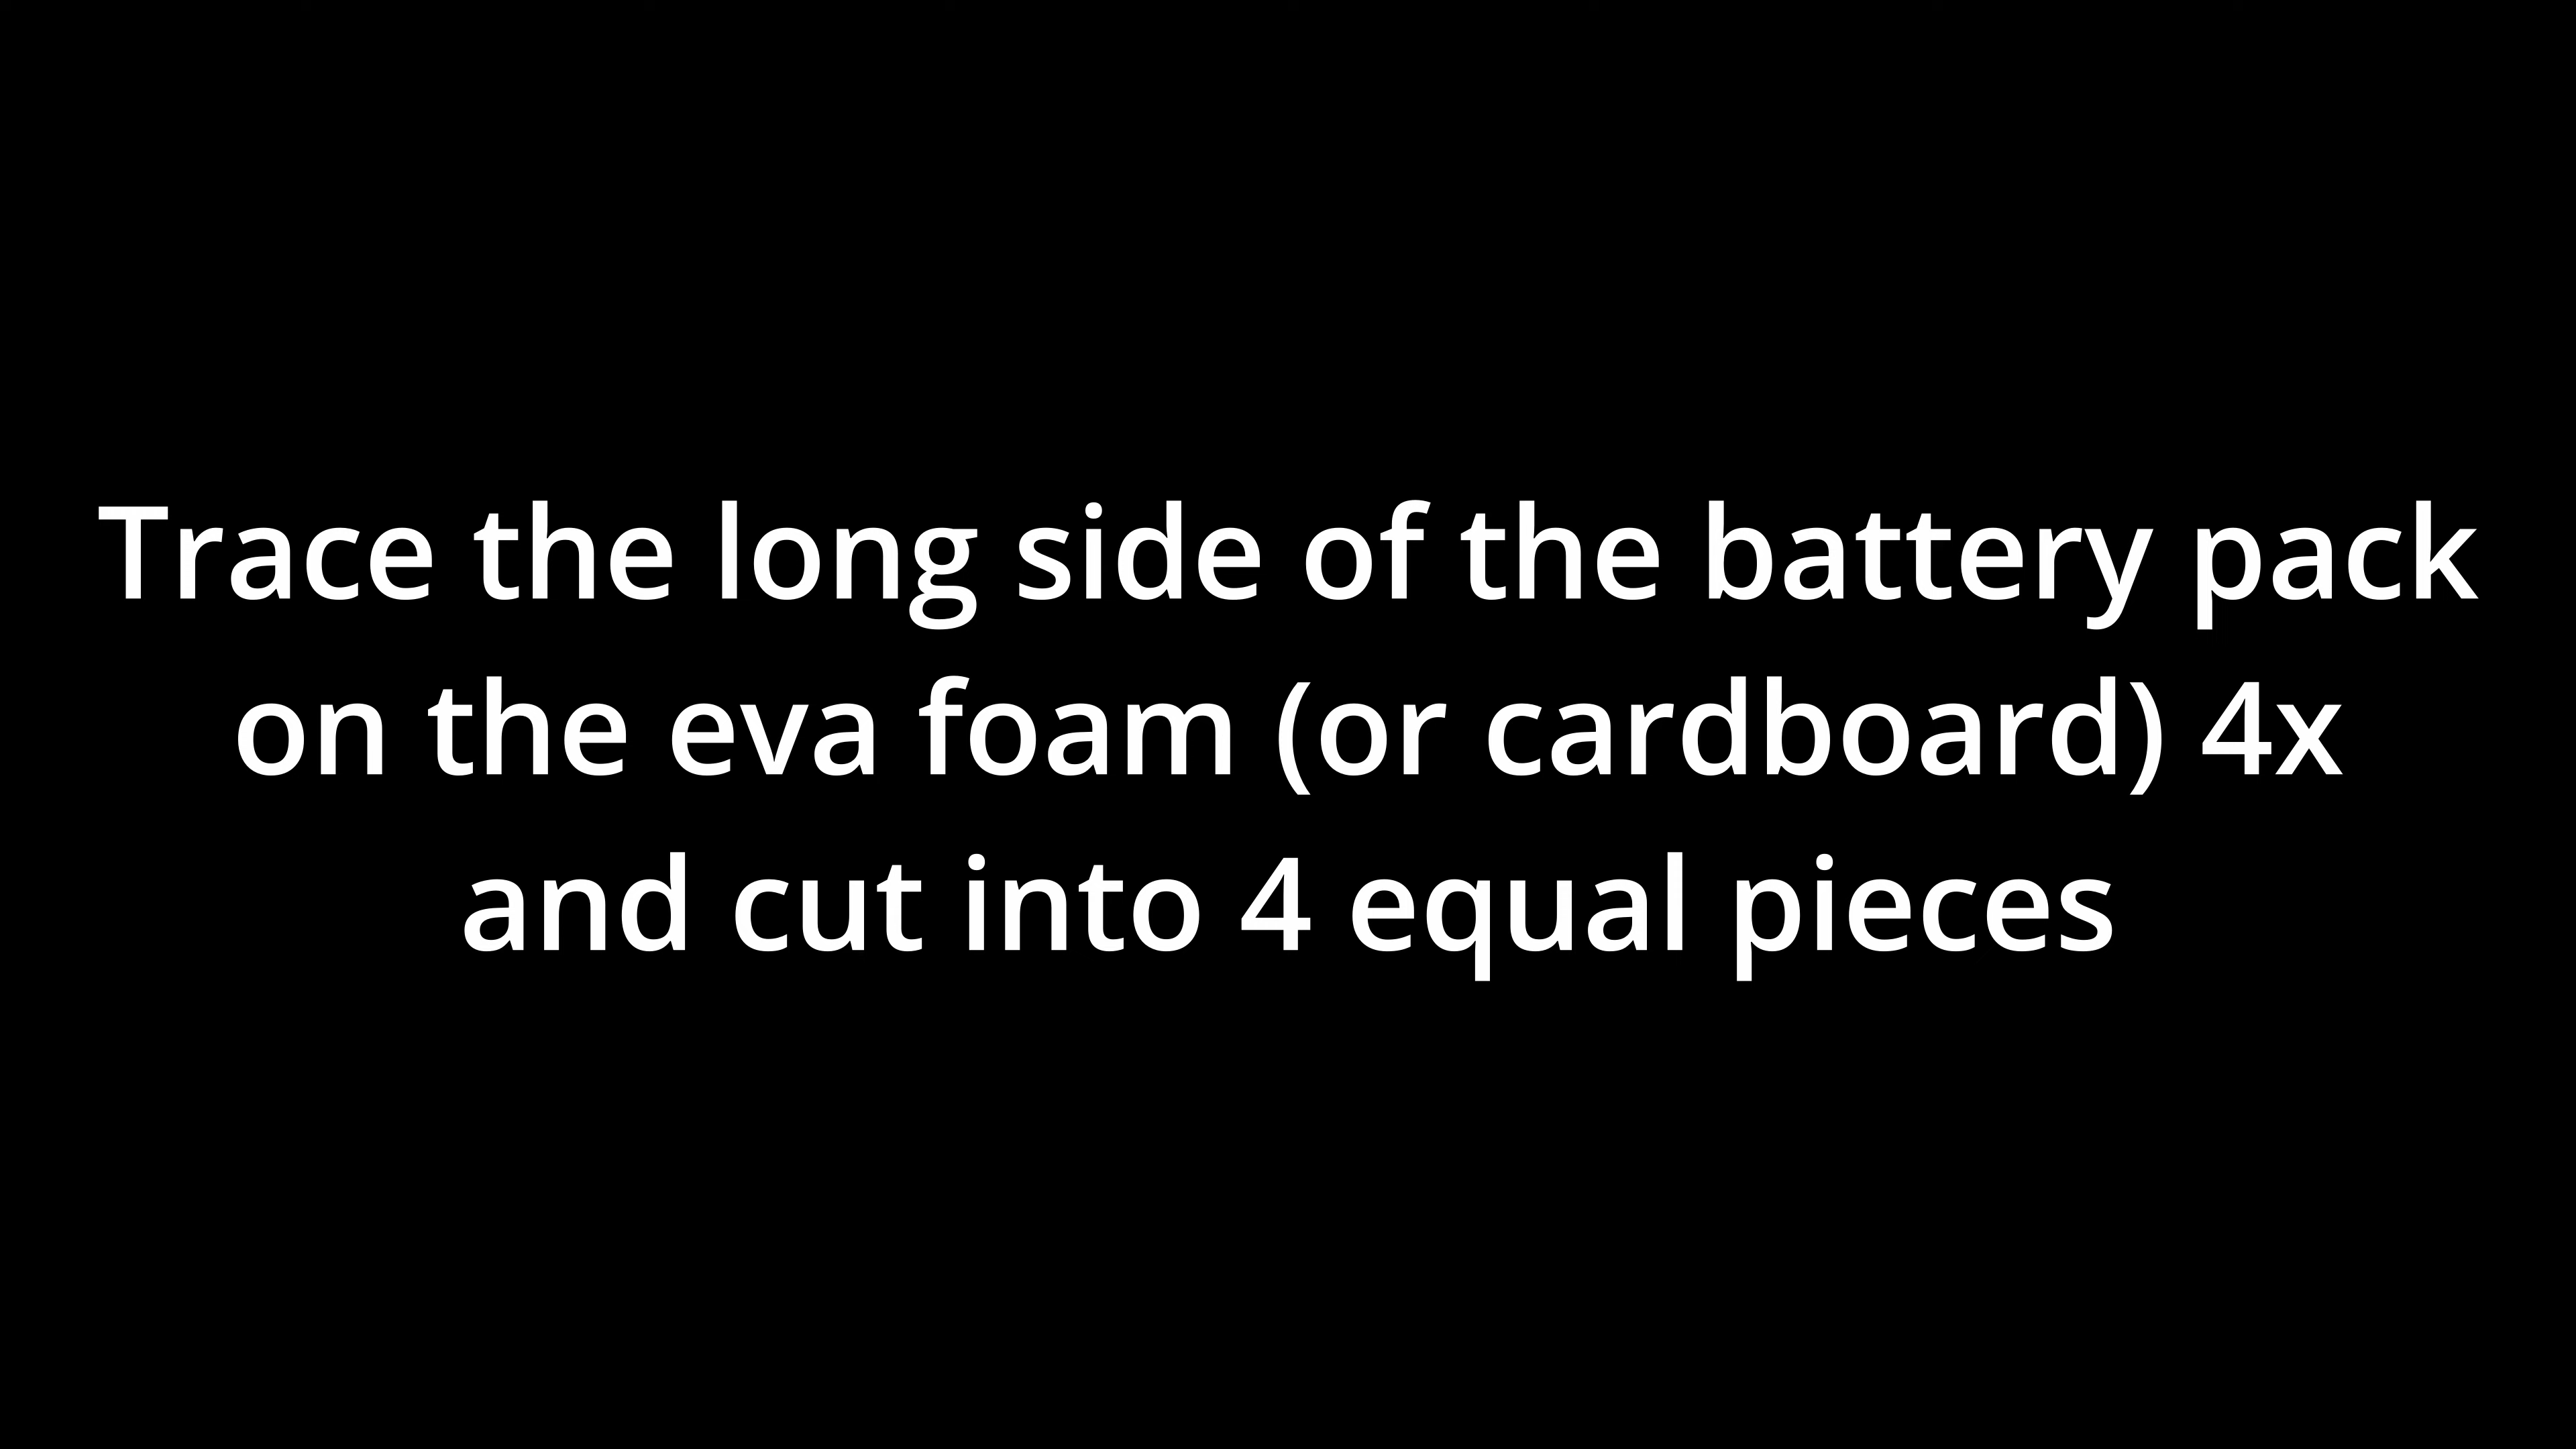 Trace the long side of the battery pack
on the eva foam (or cardboard) 4x
and cut into 4 equal pieces